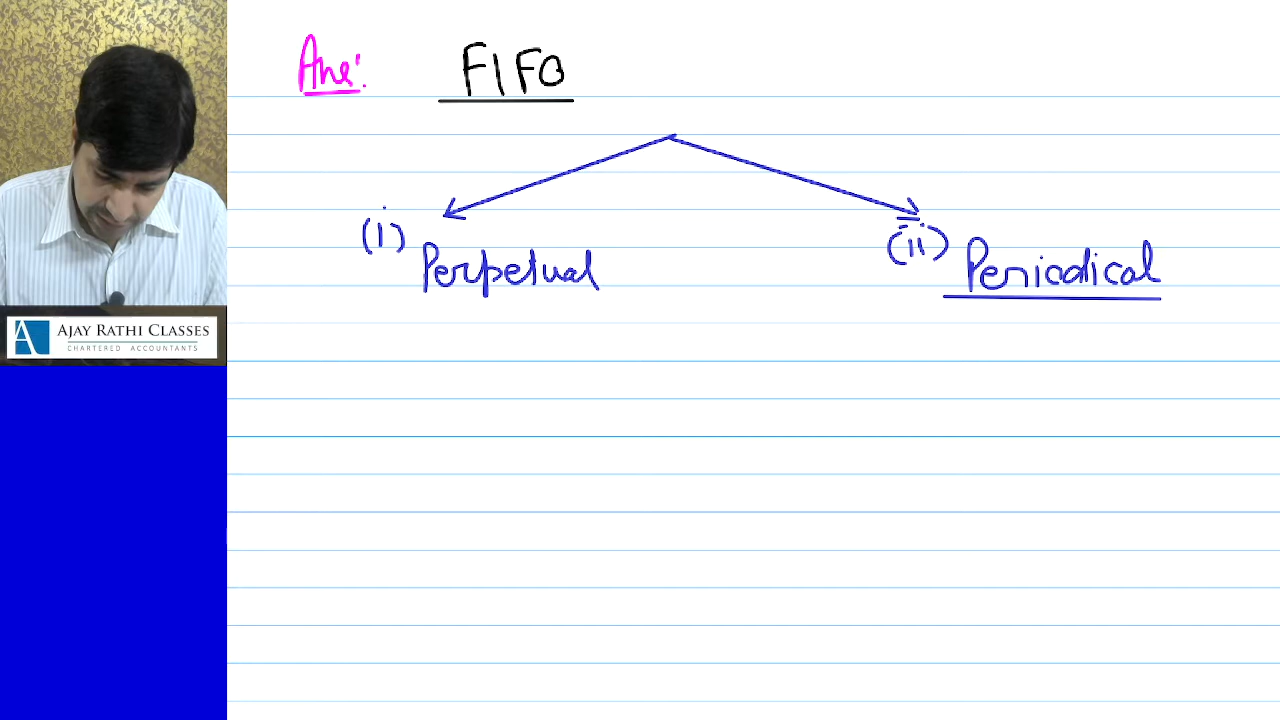 Ans: FIFO
(i) Perpetual
(ii) Periodical
AJAY RATHI CLASSES
CHARTERED ACCOUNTANTS